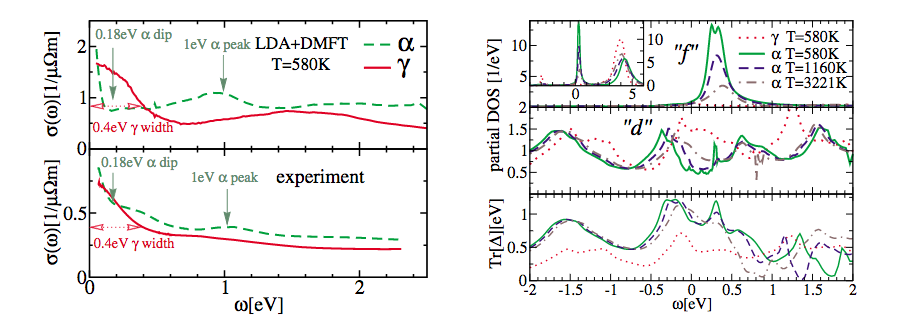 0.18eV α dip
1eV α peak
LDA+DMFT
T=580K
α
γ
0.4eV γ width
σ(ω)[1/μΩm]
2
1.5
1
0.18eV α dip
1eV α peak
experiment
0.4eV γ width
σ(ω)[1/μΩm]
0.5
0
0
1
2
ω[eV]
"f"
γ T=580K
α T=580K
α T=1160K
α T=3221K
10
5
0
0
5
10
5
2
partial DOS [1/eV]
"d"
2
1.5
1
0.5
Tr[Δ][eV]
1
0.5
0
-2
-1.5
-1
-0.5
0
0.5
1
1.5
2
ω[eV]